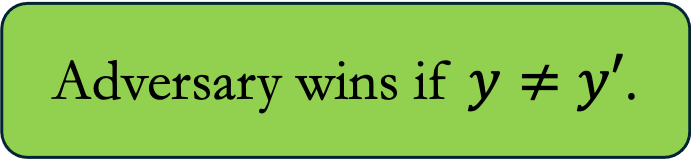 Adversary wins if y ≠ y′.